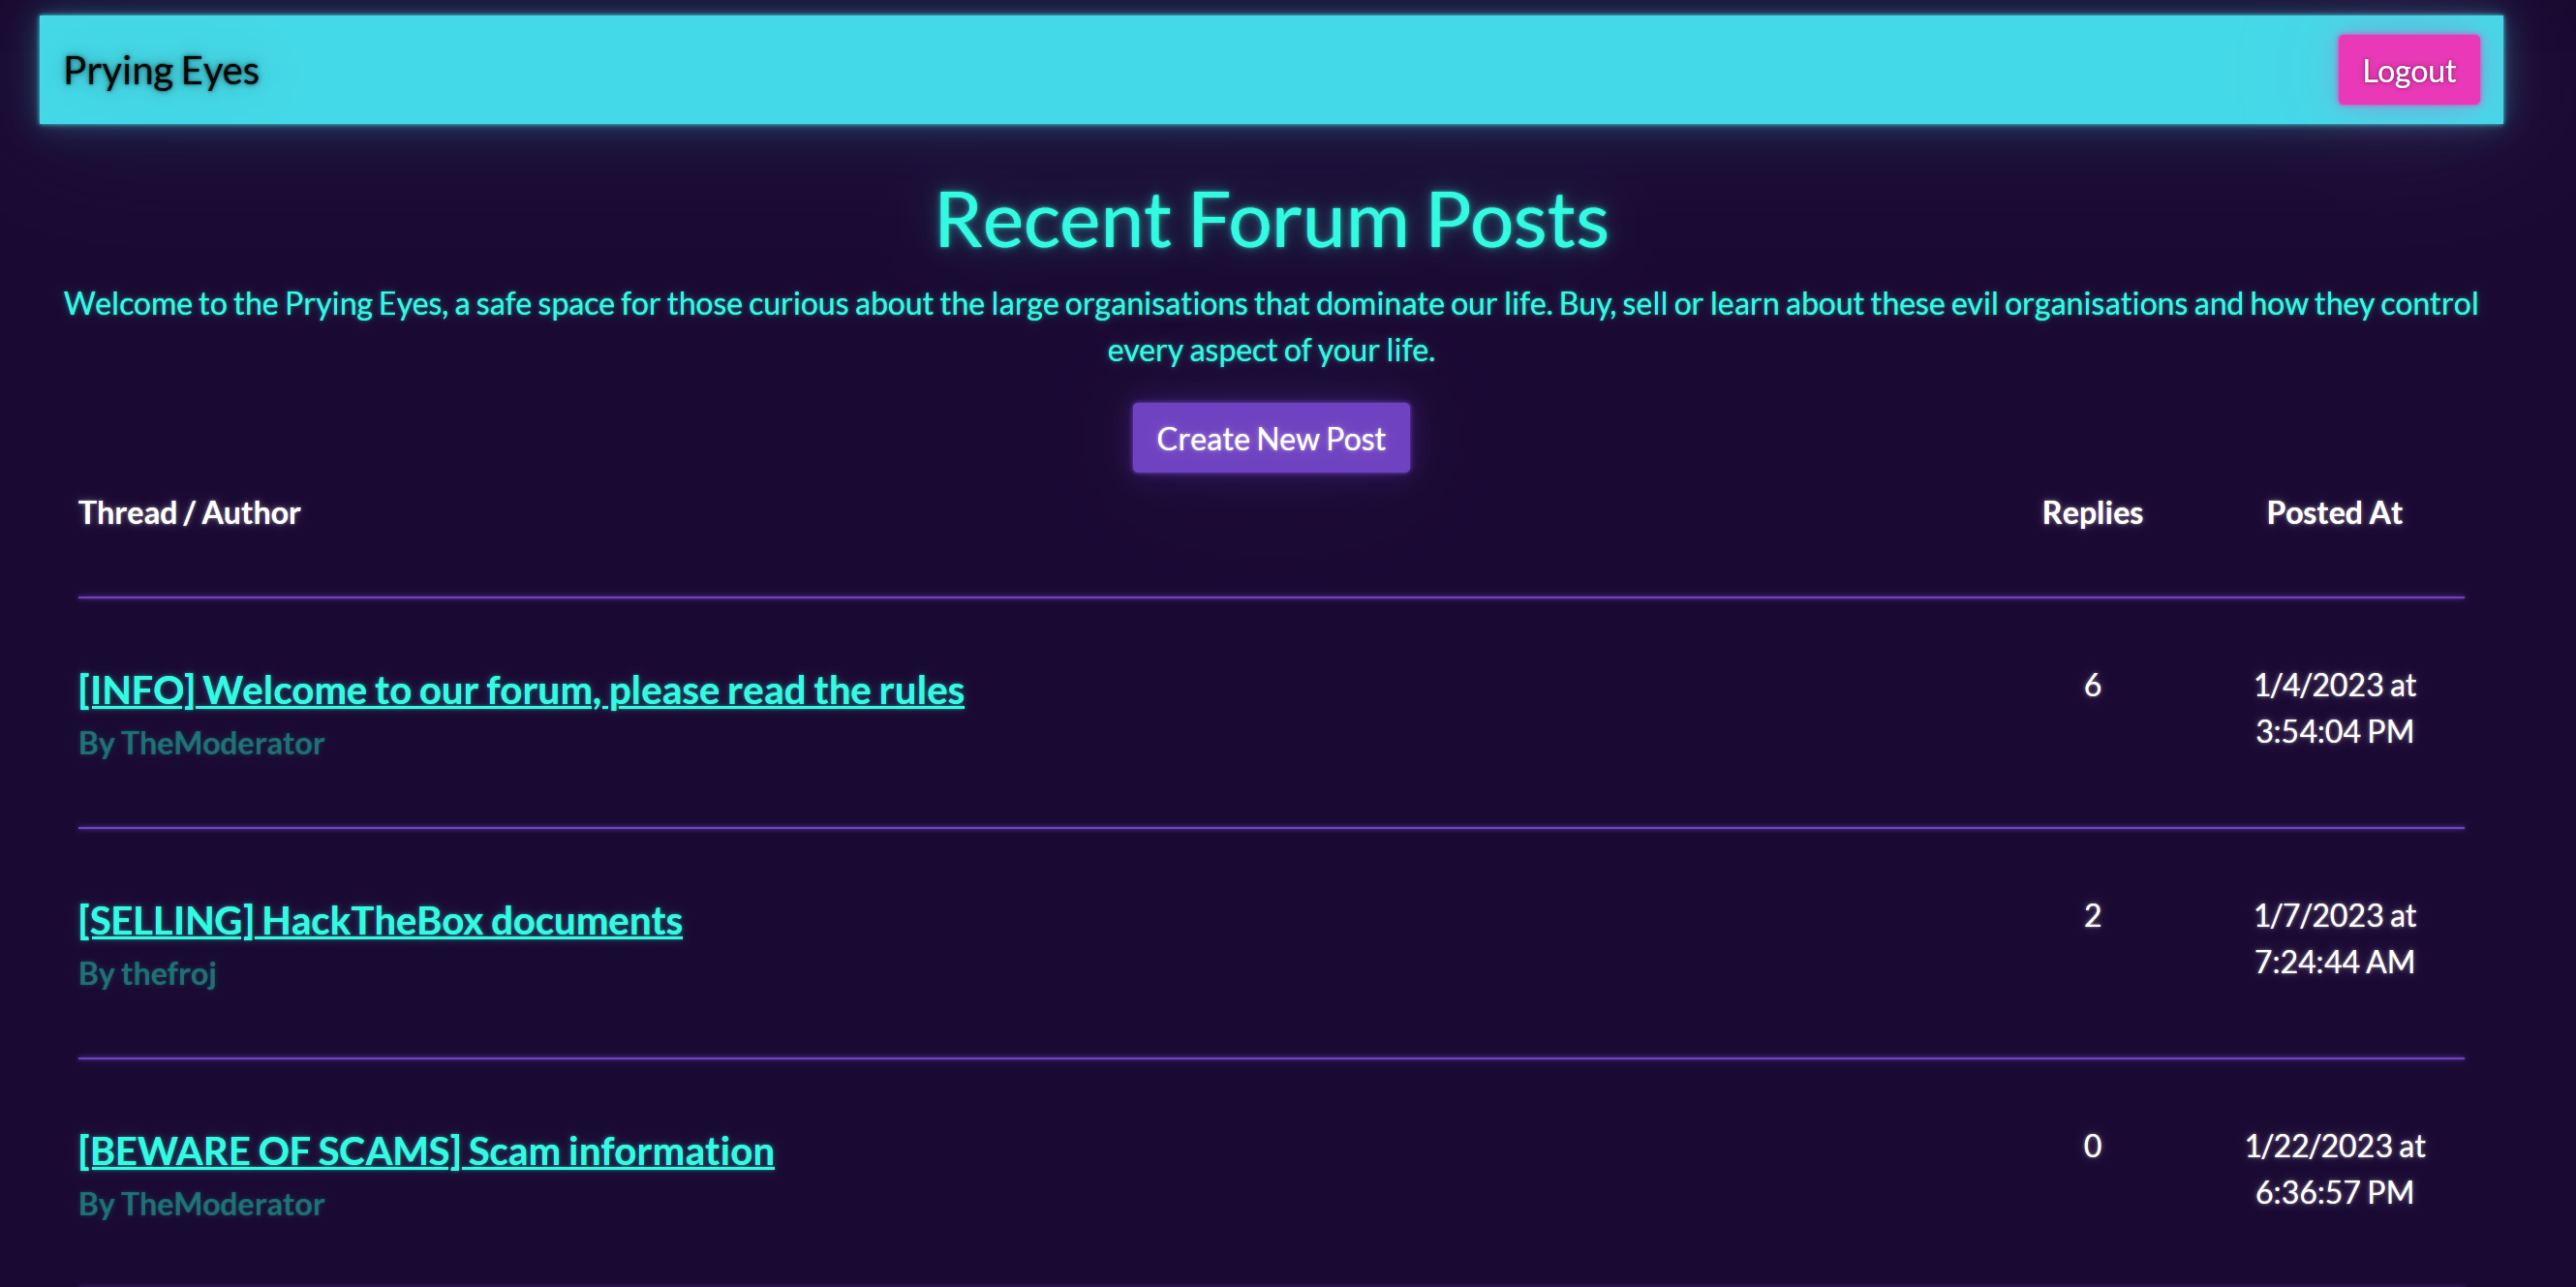 Prying Eyes
Logout
Recent Forum Posts
Welcome to the Prying Eyes, a safe space for those curious about the large organisations that dominate our life. Buy, sell or learn about these evil organisations and how they control
every aspect of your life.
Create New Post
Thread / Author
Replies
Posted At
[INFO] Welcome to our forum, please read the rules
By TheModerator
6
1/4/2023 at
3:54:04 PM
[SELLING] HackTheBox documents
By thefroj
2
1/7/2023 at
7:24:44 AM
[BEWARE OF SCAMS] Scam information
By TheModerator
0
1/22/2023 at
6:36:57 PM